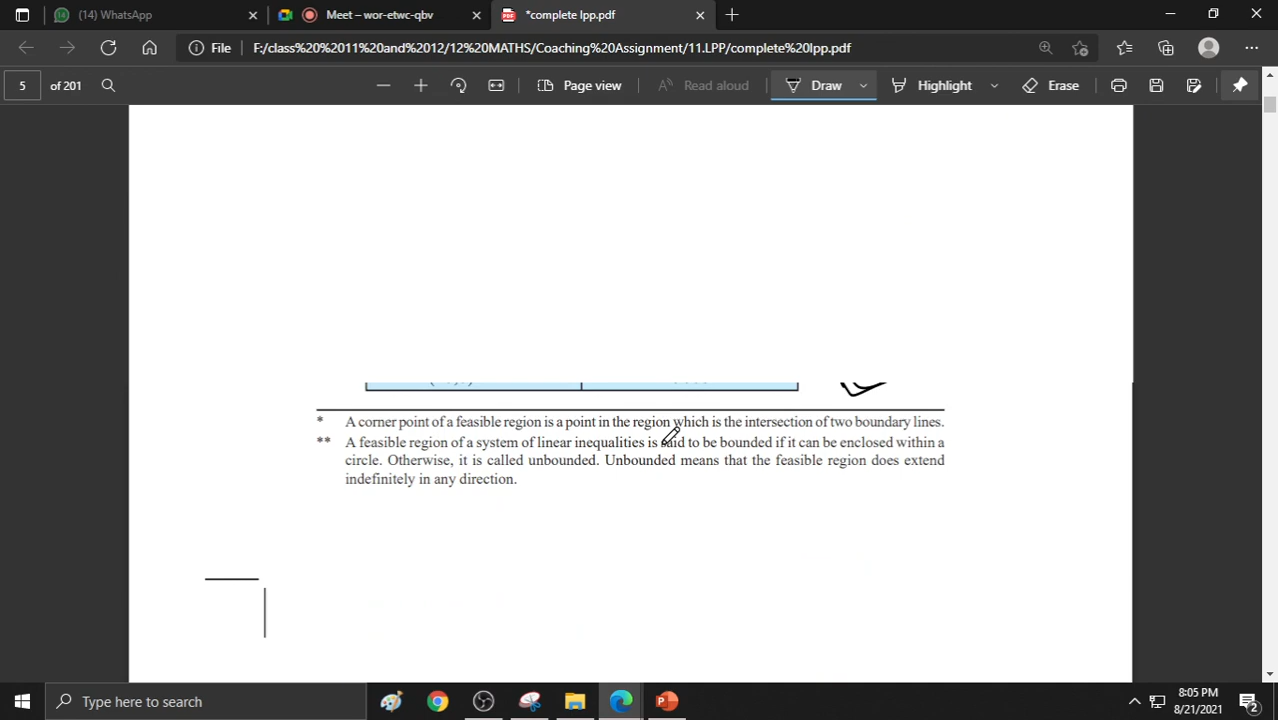 (14) WhatsApp
Meet – wor-etwc-qbv
*complete lpp.pdf
File
F:/class%20%2011%20and%2012/12%20MATHS/Coaching%20Assignment/11.LPP/complete%20lpp.pdf
5 of 201
Page view
Read aloud
Draw
Highlight
Erase
* A corner point of a feasible region is a point in the region which is the intersection of two boundary lines.
** A feasible region of a system of linear inequalities is said to be bounded if it can be enclosed within a
circle. Otherwise, it is called unbounded. Unbounded means that the feasible region does extend
indefinitely in any direction.
Type here to search
8:05 PM
8/21/2021
2